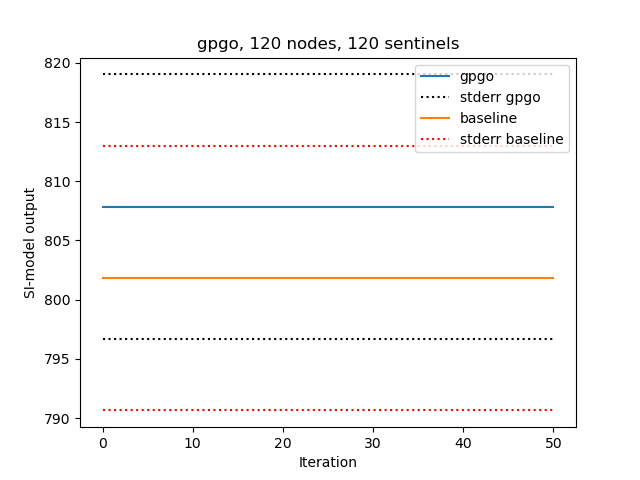 gpgo, 120 nodes, 120 sentinels
820
815
810
805
800
795
790
SI-model output
gpgo
stderr gpgo
baseline
stderr baseline
0 10 20 30 40 50
Iteration